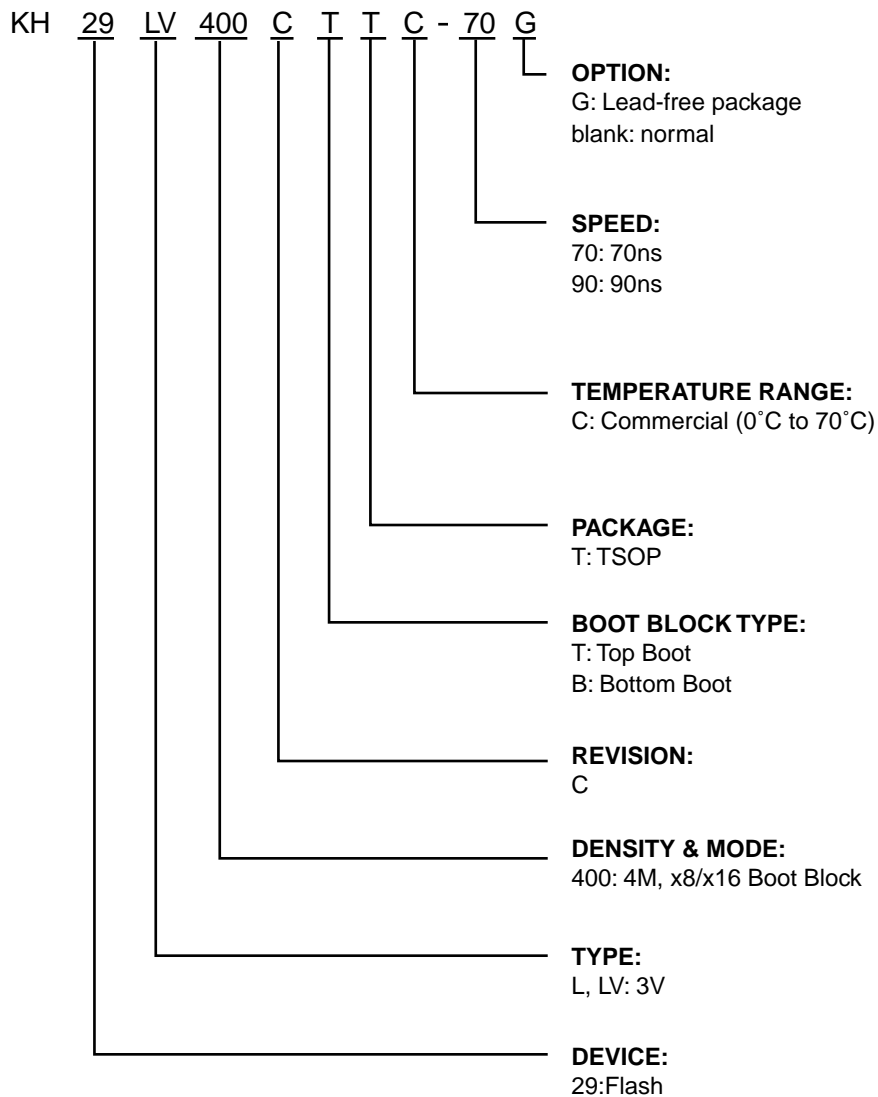 KH 29 LV 400 C T T C - 70 G
OPTION:
G: Lead-free package
blank: normal
SPEED:
70: 70ns
90: 90ns
TEMPERATURE RANGE:
C: Commercial (0˚C to 70˚C)
PACKAGE:
T: TSOP
BOOT BLOCK TYPE:
T: Top Boot
B: Bottom Boot
REVISION:
C
DENSITY & MODE:
400: 4M, x8/x16 Boot Block
TYPE:
L, LV: 3V
DEVICE:
29:Flash